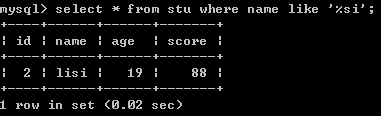 mysql> select * from stu where name like '%si';
+----+------+------+-------+
| id | name | age  | score |
+----+------+------+-------+
|  2 | lisi |   19 |    88 |
+----+------+------+-------+
1 row in set (0.02 sec)